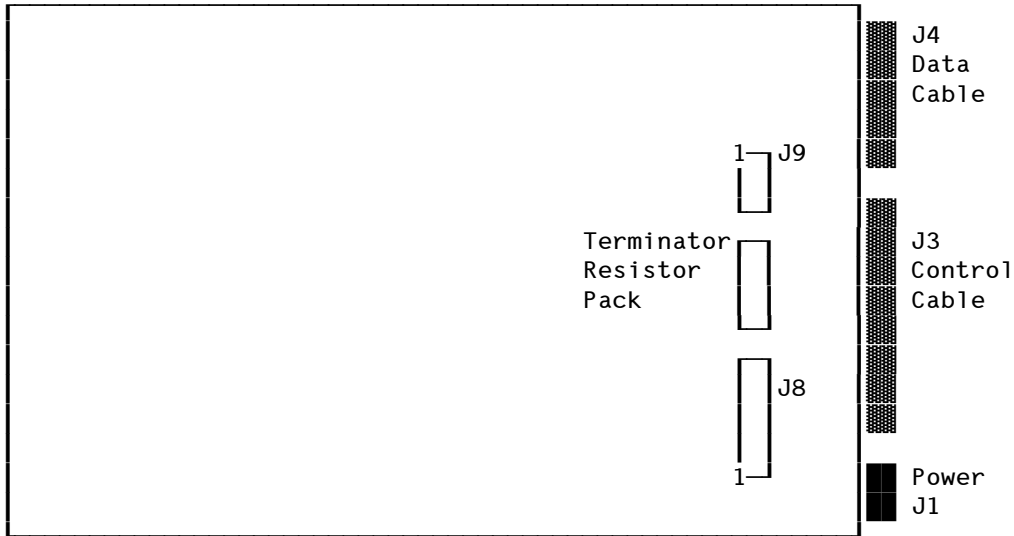 J4
Data
Cable
1 J9
Terminator
Resistor
Pack
J3
Control
Cable
J8
1
Power
J1